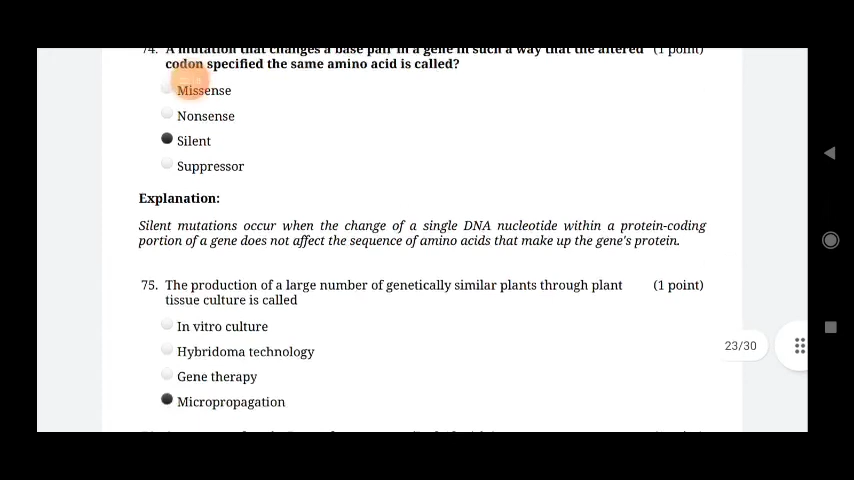 74. A mutation that changes a base pair in a gene in such a way that the altered (1 point)
codon specified the same amino acid is called?
Missense
Nonsense
Silent
Suppressor
Explanation:
Silent mutations occur when the change of a single DNA nucleotide within a protein-coding
portion of a gene does not affect the sequence of amino acids that make up the gene's protein.
75. The production of a large number of genetically similar plants through plant (1 point)
tissue culture is called
In vitro culture
Hybridoma technology
23/30
Gene therapy
Micropropagation